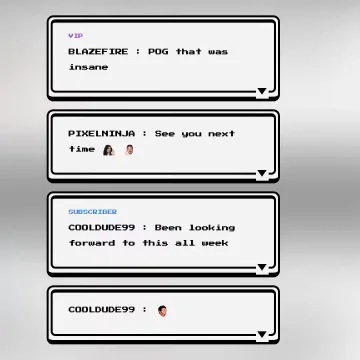 VIP
BLAZEFIRE : POG that was
insane
PIXELNINJA : See you next
time
SUBSCRIBER
COOLDUDE99 : Been looking
forward to this all week
COOLDUDE99 :